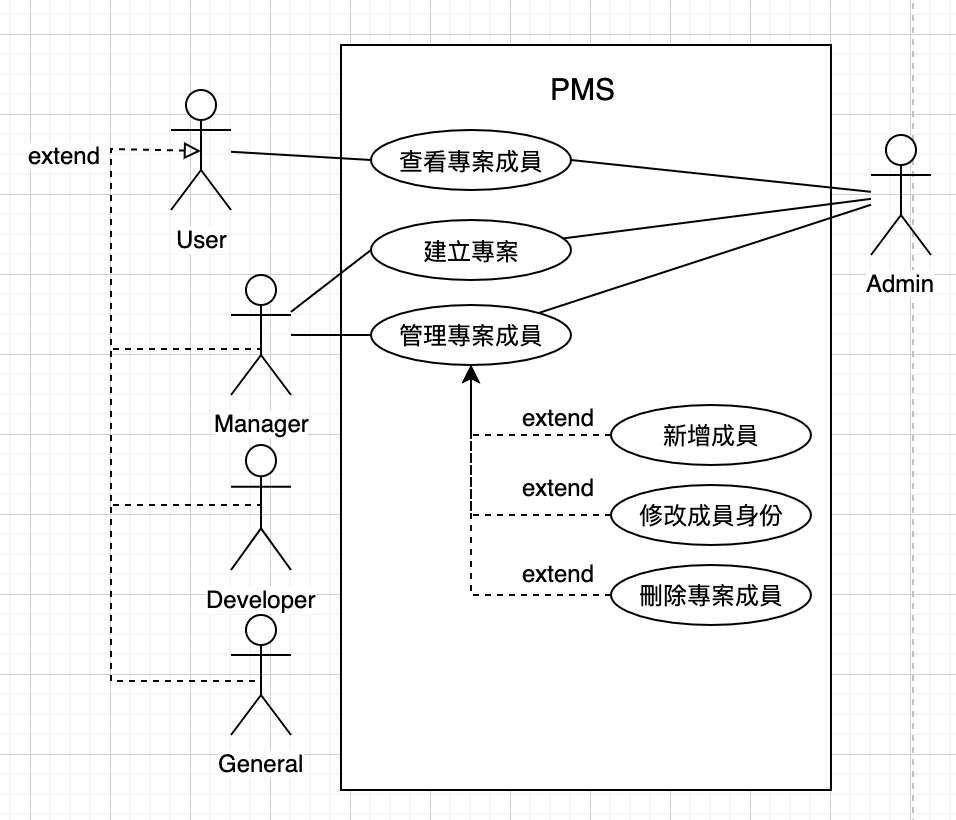 PMS
extend
查看專案成員
User
建立專案
Admin
管理專案成員
Manager
extend
新增成員
extend
修改成員身份
extend
刪除專案成員
Developer
General